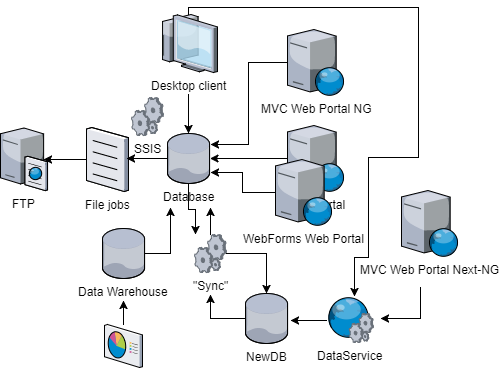 Desktop client
MVC Web Portal NG
SSIS
FTP
File jobs
Database
WebForms Web Portal
MVC Web Portal Next-NG
Data Warehouse
"Sync"
NewDB
DataService